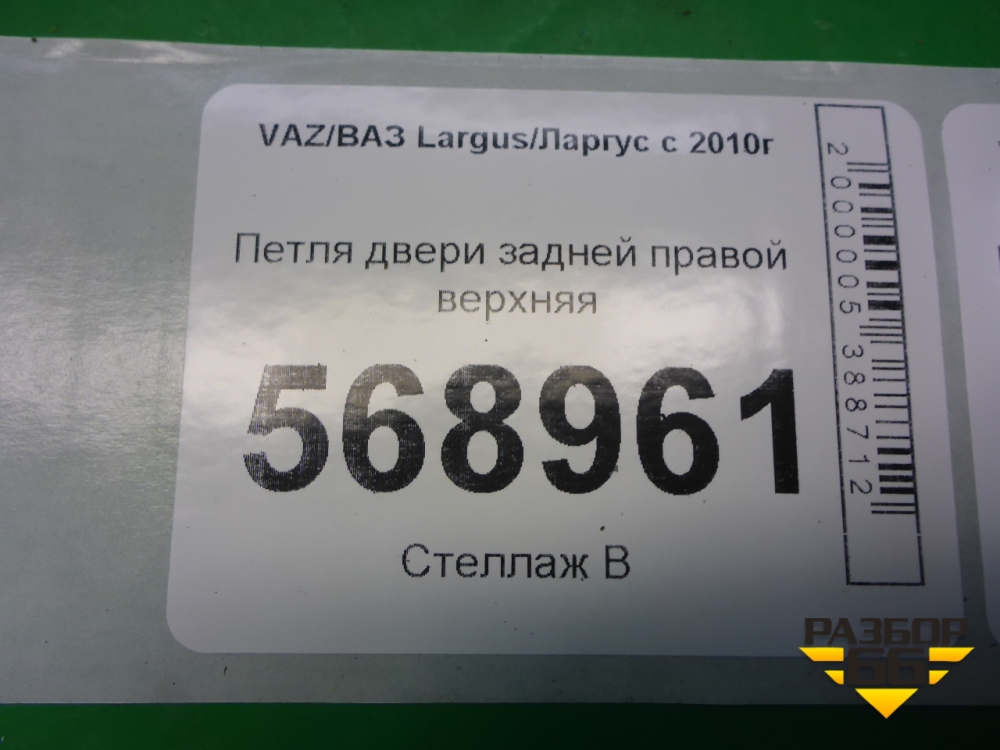 VAZ/ВАЗ Largus/Ларгус с 2010г
Петля двери задней правой
верхняя
568961
Стеллаж В
2000005388712
РАЗБОР
66